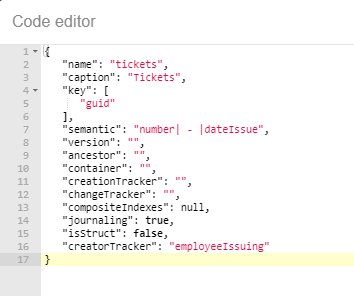 Code editor
1 {
2 "name": "tickets",
3 "caption": "Tickets",
4 "key": [
5 "guid"
6 ],
7 "semantic": "number| - |dateIssue",
8 "version": "",
9 "ancestor": "",
10 "container": "",
11 "creationTracker": "",
12 "changeTracker": "",
13 "compositeIndexes": null,
14 "journaling": true,
15 "isStruct": false,
16 "creatorTracker": "employeeIssuing"
17 }